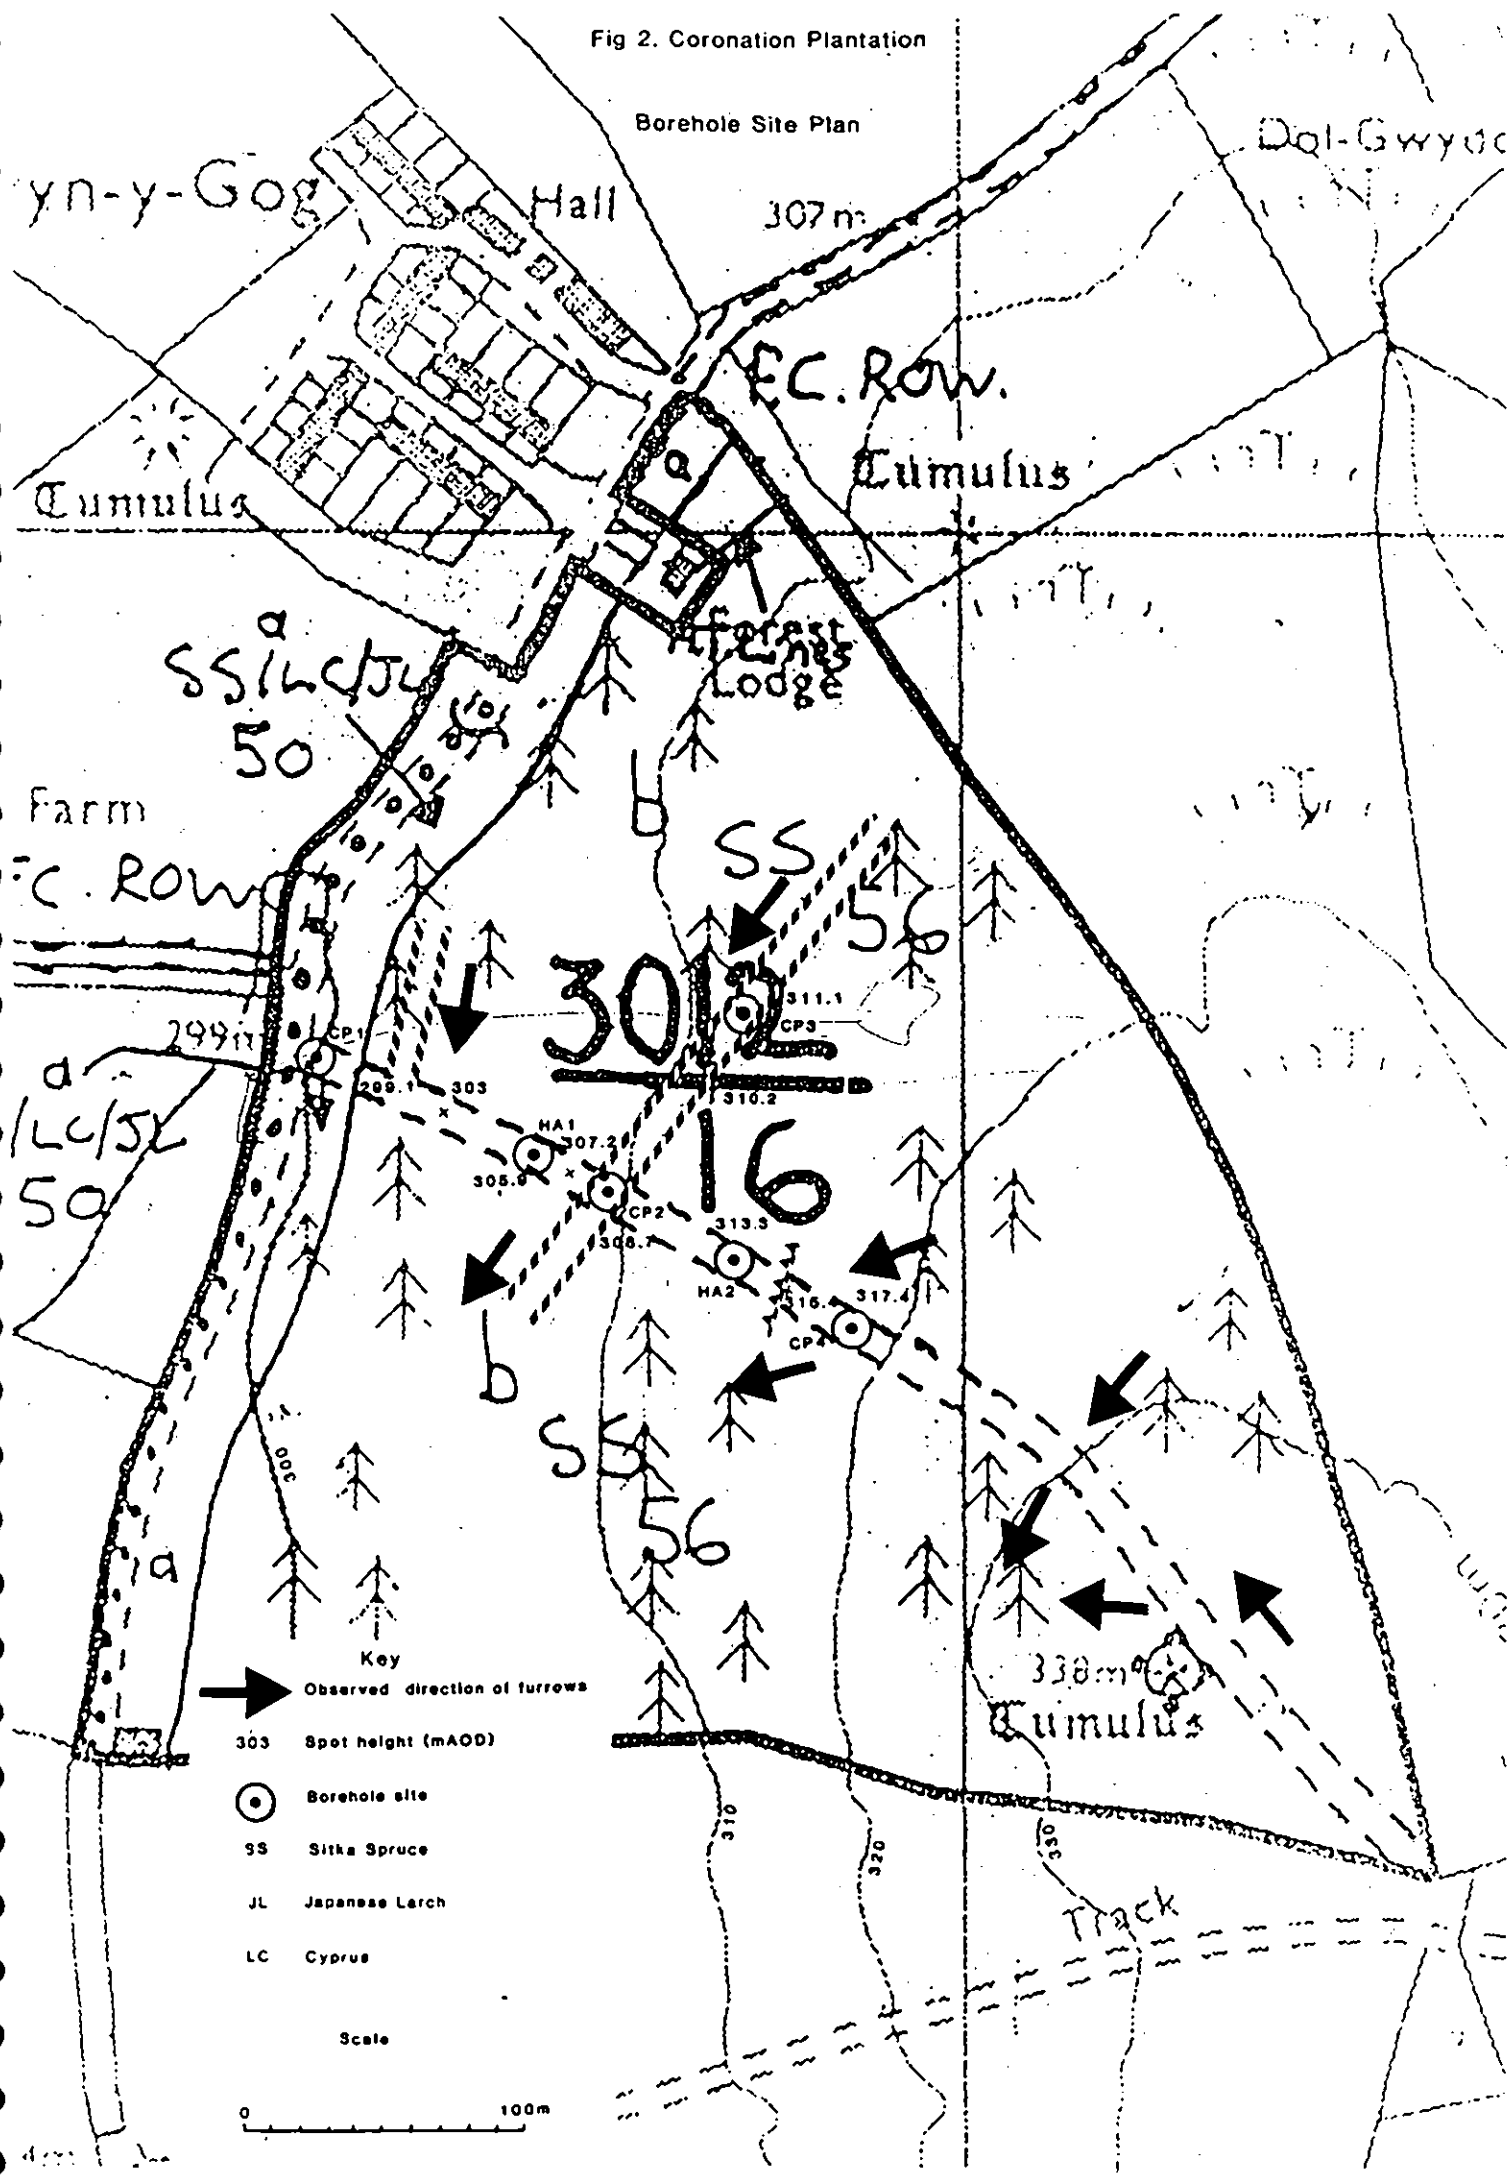 Fig 2. Coronation Plantation
Borehole Site Plan
yn-y-Gog
Hall
307m
E.C. ROW.
Tumulus
Tumulus
a
a
SS/LC/JL
50
Forest
Lodge
b
Farm
F.C. ROW
SS
56
3012
16
311.1
CP3
299m
CP1
a
/LC/JL
50
299.1
303
310.2
HA1
307.2
305.9
CP2
308.7
313.3
HA2
317.4
CP4
b
SS
56
300
a
338m
Tumulus
Key
Observed direction of furrows
303 Spot height (mAOD)
Borehole site
SS Sitka Spruce
JL Japanese Larch
LC Cyprus
310
320
330
Track
Scale
0 100m